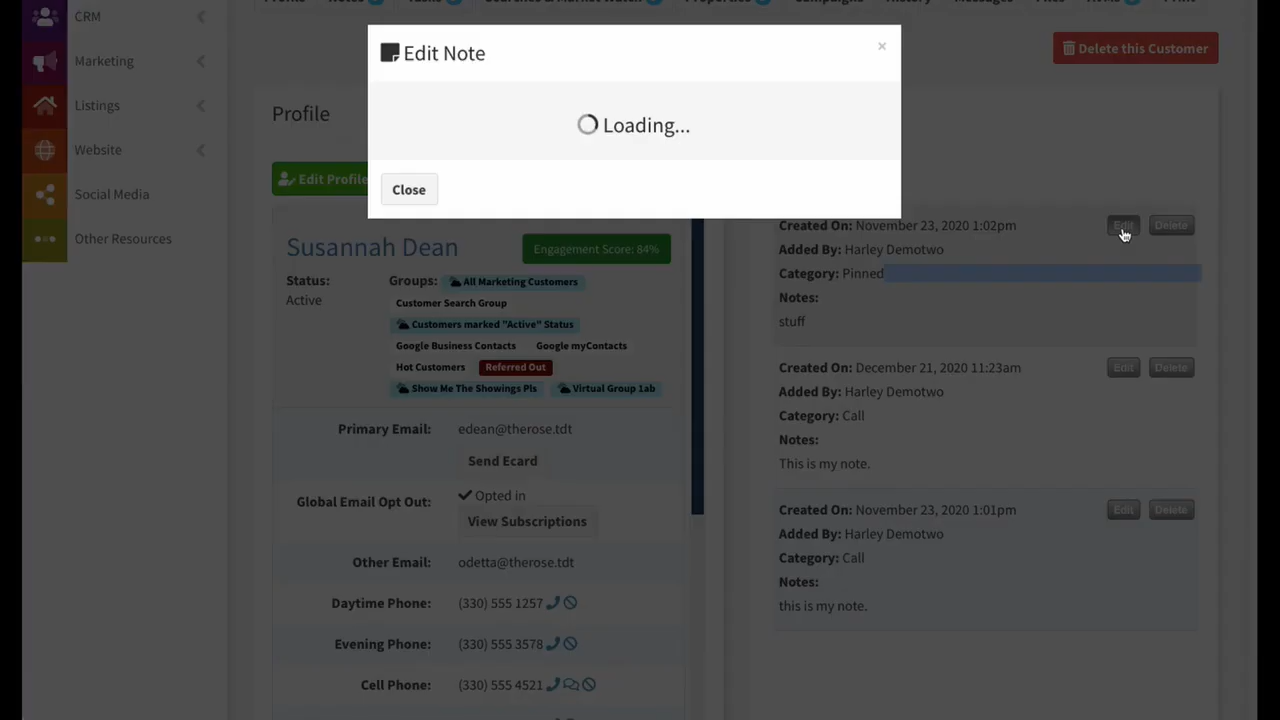 CRM
Marketing
Listings
Website
Social Media
Other Resources
Edit Note
×
Loading...
Close
Delete this Customer
Profile
Edit Profile
Susannah Dean
Engagement Score: 84%
Status:
Active
Groups:
All Marketing Customers
Customer Search Group
Customers marked "Active" Status
Google Business Contacts Google myContacts
Hot Customers Referred Out
Show Me The Showings Pls Virtual Group 1ab
Primary Email: edean@therose.tdt
Send Ecard
Global Email Opt Out: Opted in
View Subscriptions
Other Email: odetta@therose.tdt
Daytime Phone: (330) 555 1257
Evening Phone: (330) 555 3578
Cell Phone: (330) 555 4521
Created On: November 23, 2020 1:02pm
Edit Delete
Added By: Harley Demotwo
Category: Pinned
Notes:
stuff
Created On: December 21, 2020 11:23am
Edit Delete
Added By: Harley Demotwo
Category: Call
Notes:
This is my note.
Created On: November 23, 2020 1:01pm
Edit Delete
Added By: Harley Demotwo
Category: Call
Notes:
this is my note.